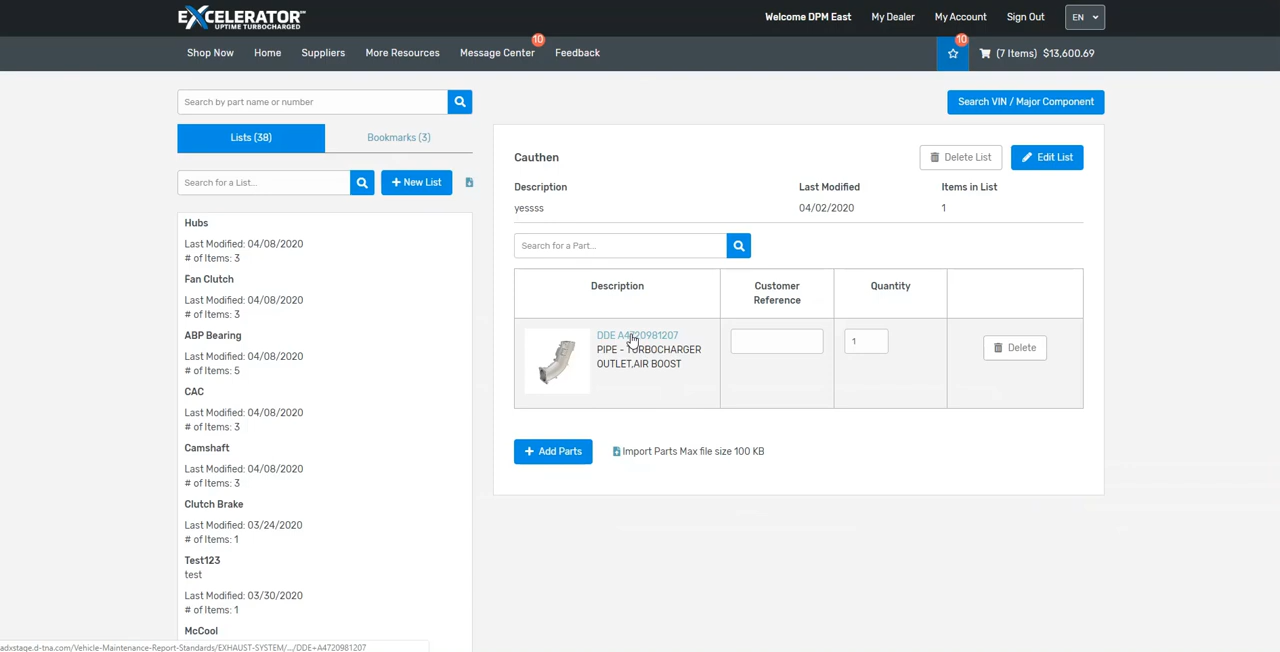 EXCELERATOR™
UPTIME TURBOCHARGED
Welcome DPM East
My Dealer
My Account
Sign Out
EN
Shop Now
Home
Suppliers
More Resources
Message Center
10
Feedback
10
(7 Items) $13,600.69
Search by part name or number
Search VIN / Major Component
Lists (38)
Bookmarks (3)
Search for a List...
+ New List
Hubs
Last Modified: 04/08/2020
# of Items: 3
Fan Clutch
Last Modified: 04/08/2020
# of Items: 3
ABP Bearing
Last Modified: 04/08/2020
# of Items: 5
CAC
Last Modified: 04/08/2020
# of Items: 3
Camshaft
Last Modified: 04/08/2020
# of Items: 3
Clutch Brake
Last Modified: 03/24/2020
# of Items: 1
Test123
test
Last Modified: 03/30/2020
# of Items: 1
McCool
Cauthen
Delete List
Edit List
Description
Last Modified
Items in List
yessss
04/02/2020
1
Search for a Part...
Description
Customer
Reference
Quantity
DDE A4720981207
PIPE - TURBOCHARGER
OUTLET,AIR BOOST
1
Delete
+ Add Parts
Import Parts Max file size 100 KB
adxstage.d-tna.com/Vehicle-Maintenance-Report-Standards/EXHAUST-SYSTEM/.../DDE+A4720981207